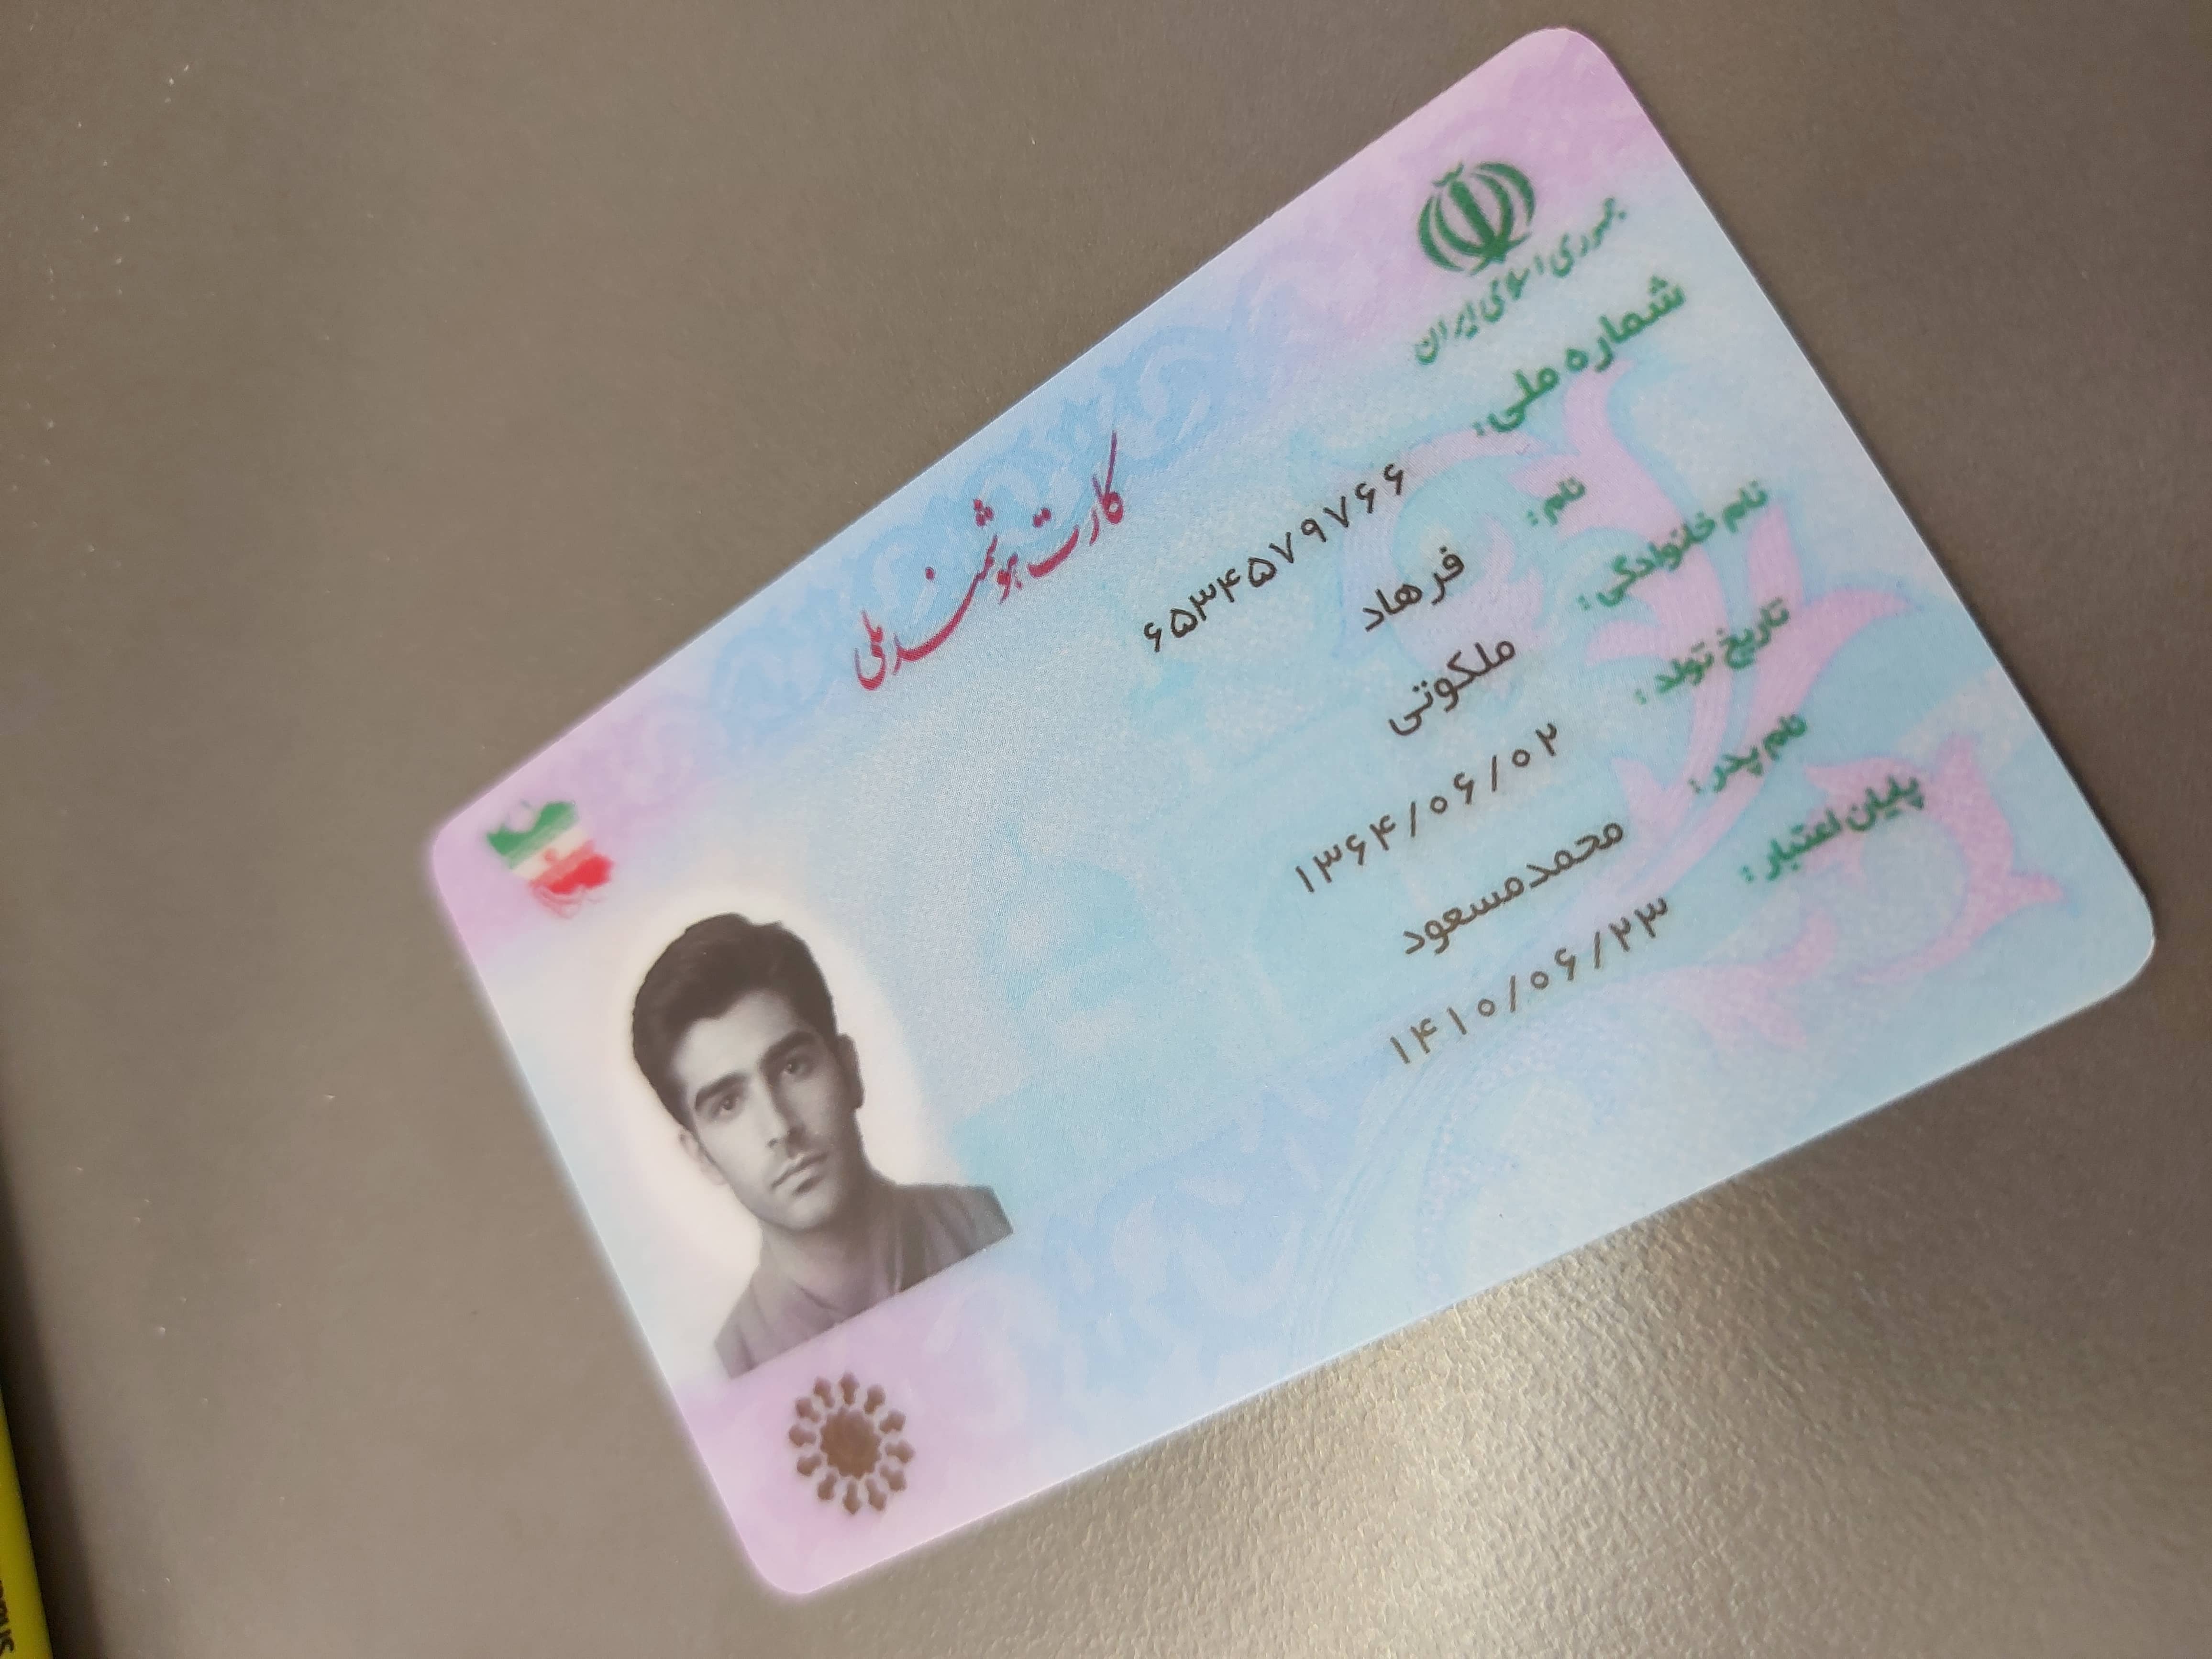 جمهوری اسلامی ایران
کارت هوشمند ملی
شماره ملی: ۶۵۳۴۵۷۹۷۶۶
نام: فرهاد
نام خانوادگی: ملکوتی
تاریخ تولد: ۱۳۶۴/۰۶/۰۲
نام پدر: محمدمسعود
پایان اعتبار: ۱۴۱۰/۰۶/۲۳